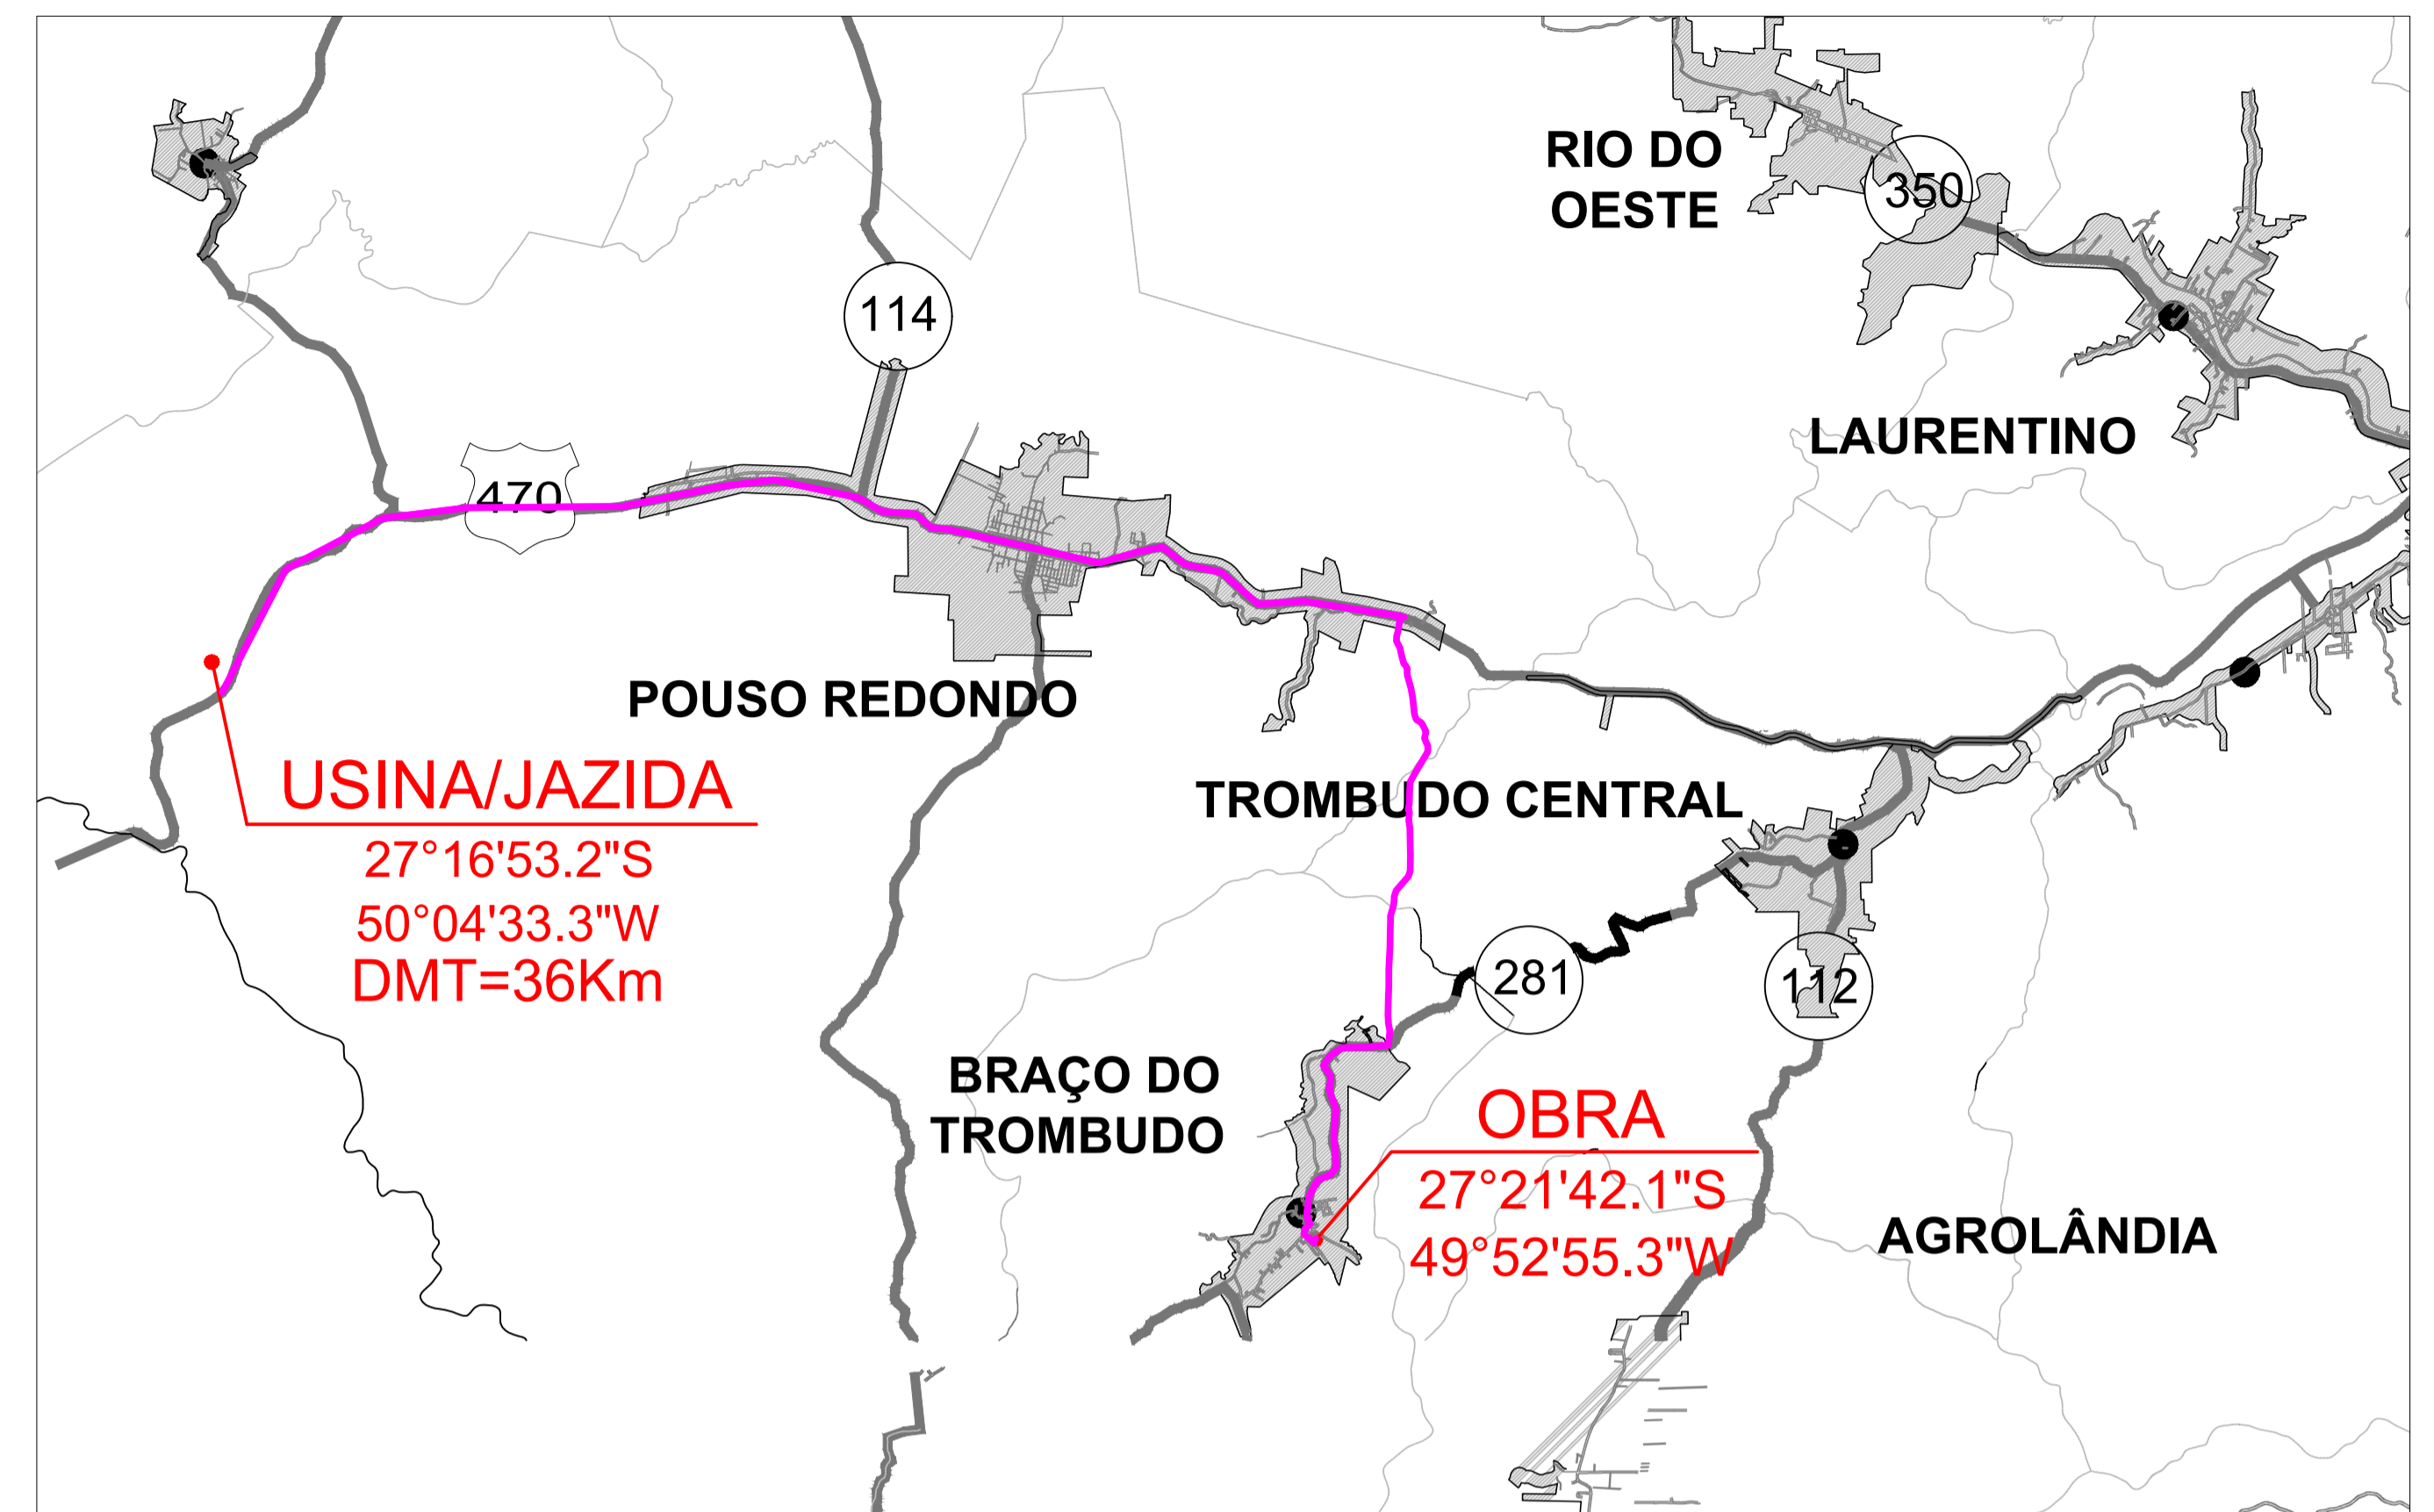 RIO DO
OESTE
350
114
LAURENTINO
470
POUSO REDONDO
USINA/JAZIDA
27°16'53.2"S
50°04'33.3"W
DMT=36Km
TROMBUDO CENTRAL
281
112
BRAÇO DO
TROMBUDO
OBRA
27°21'42.1"S
49°52'55.3"W
AGROLÂNDIA